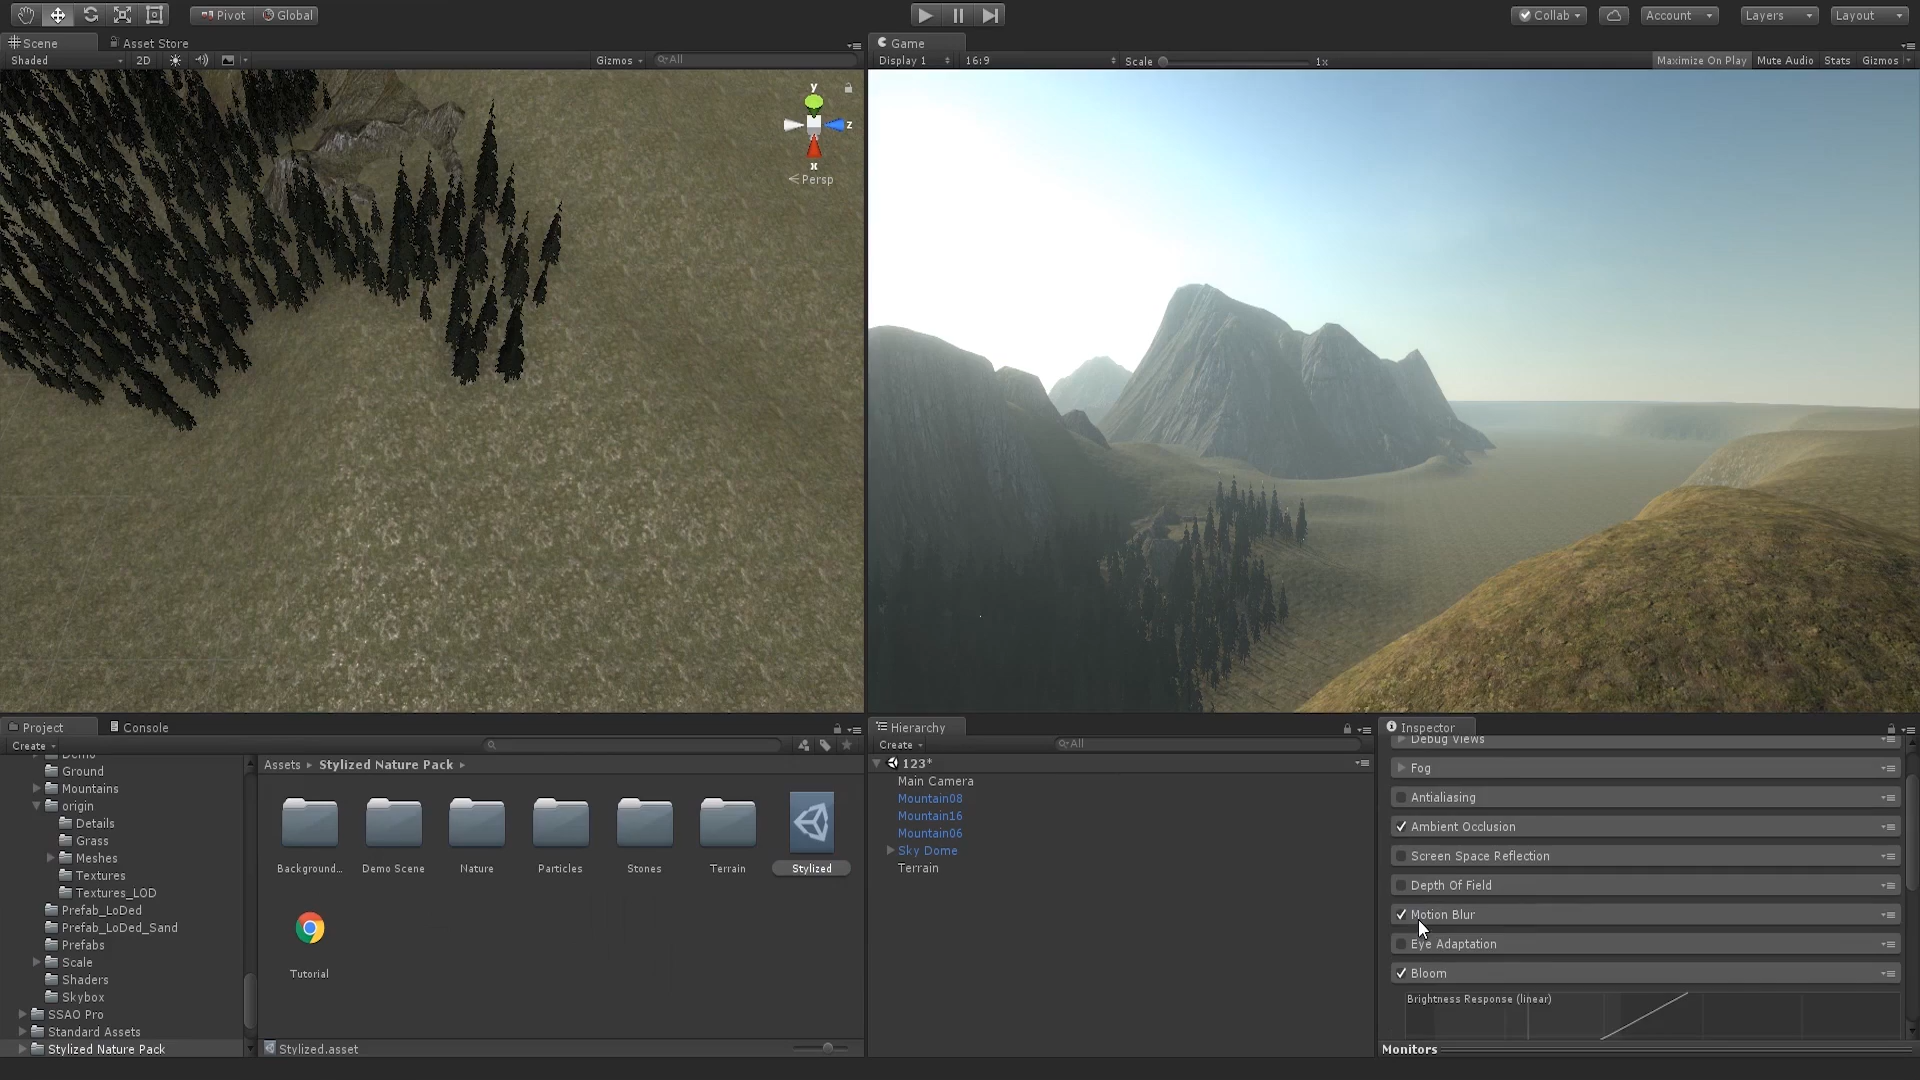 Pivot Global Collab Account Layers Layout
Scene Asset Store
Shaded 2D Gizmos All
y
z
x
Persp
Game
Display 1 16:9 Scale 1x Maximize On Play Mute Audio Stats Gizmos
Project Console
Create
Demo
Ground
Mountains
origin
Details
Grass
Meshes
Textures
Textures_LOD
Prefab_LoDed
Prefab_LoDed_Sand
Prefabs
Scale
Shaders
Skybox
SSAO Pro
Standard Assets
Stylized Nature Pack
Assets Stylized Nature Pack
Background... Demo Scene Nature Particles Stones Terrain Stylized
Tutorial
Stylized.asset
Hierarchy
Create All
123*
Main Camera
Mountain08
Mountain16
Mountain06
Sky Dome
Terrain
Inspector
Debug Views
Fog
Antialiasing
Ambient Occlusion
Screen Space Reflection
Depth Of Field
Motion Blur
Eye Adaptation
Bloom
Brightness Response (linear)
Monitors